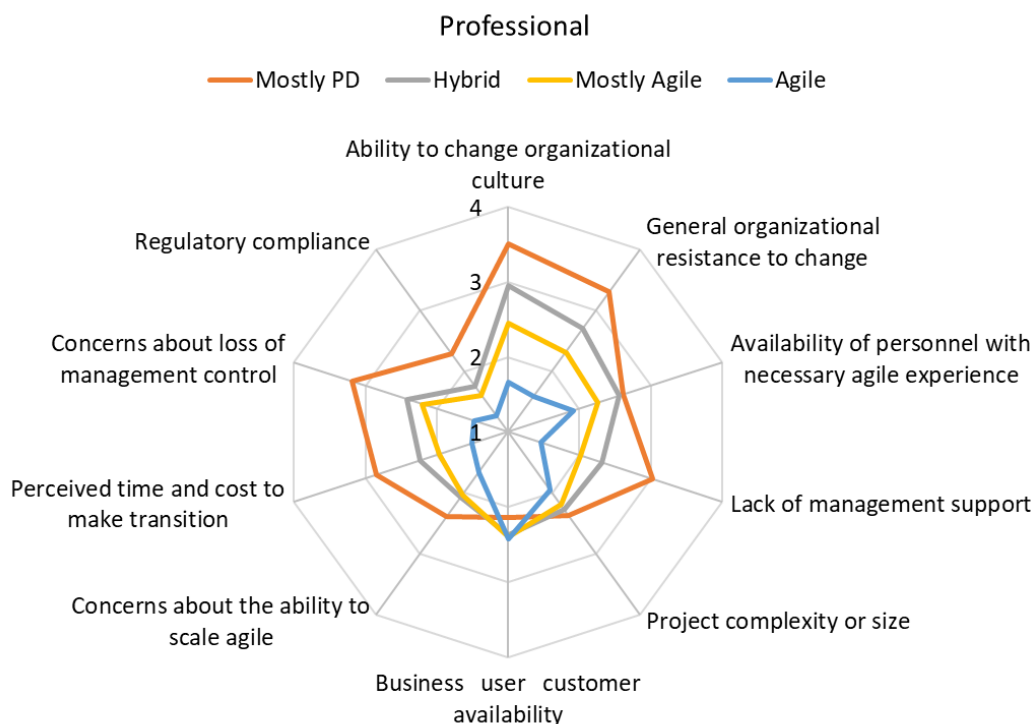 Professional
Mostly PD Hybrid Mostly Agile Agile
Ability to change organizational
culture
4
General organizational
resistance to change
Regulatory compliance
3
Availability of personnel with
necessary agile experience
Concerns about loss of
management control
2
1
Lack of management support
Perceived time and cost to
make transition
Project complexity or size
Concerns about the ability to
scale agile
Business user customer
availability